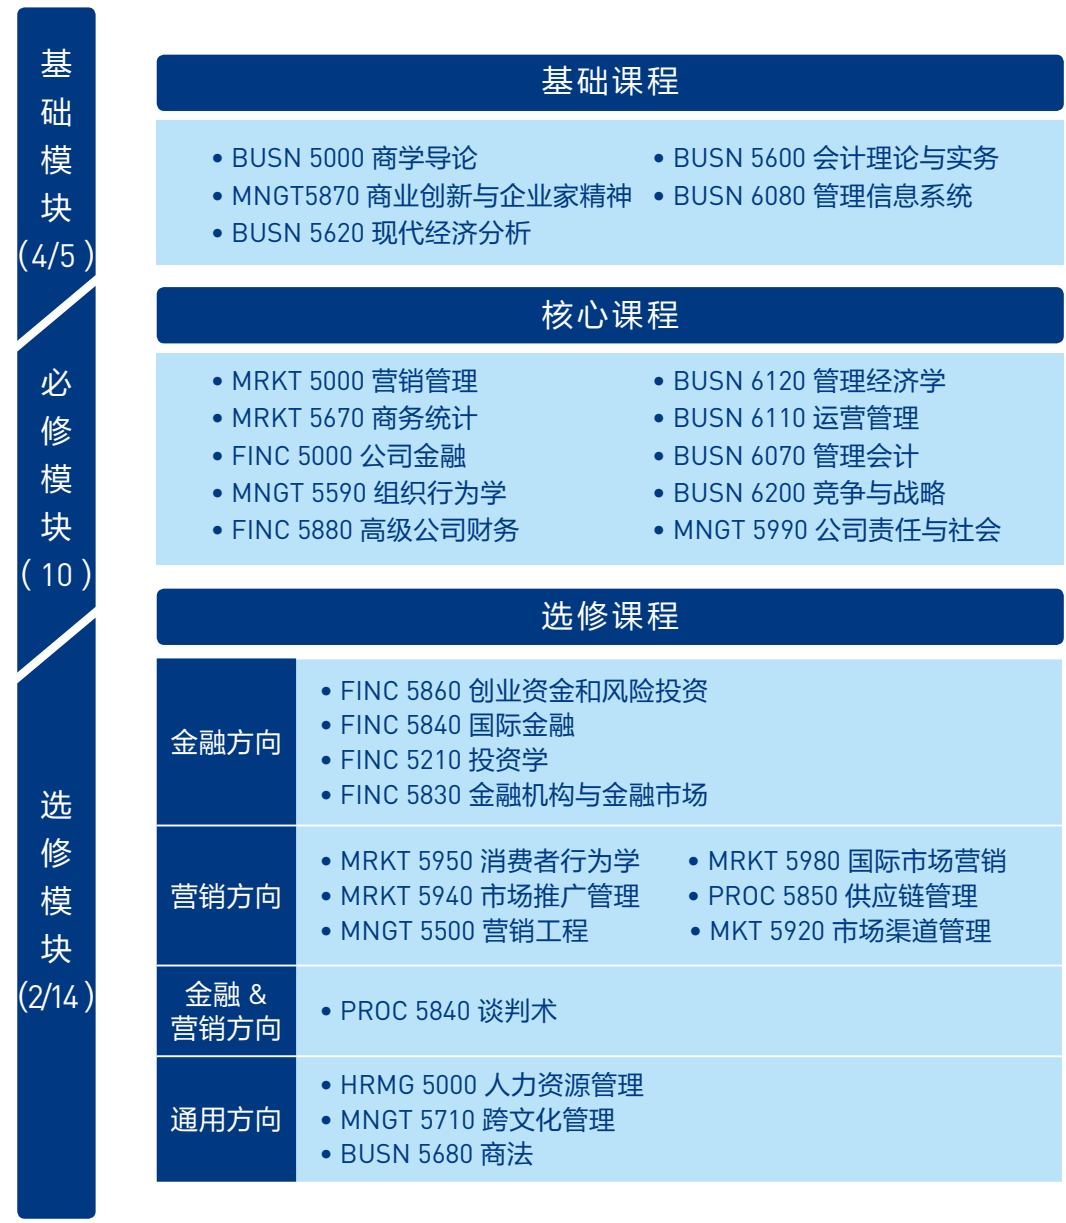 基础模块(4/5)
基础课程
• BUSN 5000 商学导论
• MNGT5870 商业创新与企业家精神
• BUSN 5620 现代经济分析
• BUSN 5600 会计理论与实务
• BUSN 6080 管理信息系统
必修模块(10)
核心课程
• MRKT 5000 营销管理
• MRKT 5670 商务统计
• FINC 5000 公司金融
• MNGT 5590 组织行为学
• FINC 5880 高级公司财务
• BUSN 6120 管理经济学
• BUSN 6110 运营管理
• BUSN 6070 管理会计
• BUSN 6200 竞争与战略
• MNGT 5990 公司责任与社会
选修模块(2/14)
选修课程
金融方向
• FINC 5860 创业资金和风险投资
• FINC 5840 国际金融
• FINC 5210 投资学
• FINC 5830 金融机构与金融市场
营销方向
• MRKT 5950 消费者行为学
• MRKT 5940 市场推广管理
• MNGT 5500 营销工程
• MRKT 5980 国际市场营销
• PROC 5850 供应链管理
• MKT 5920 市场渠道管理
金融 &
营销方向
• PROC 5840 谈判术
通用方向
• HRMG 5000 人力资源管理
• MNGT 5710 跨文化管理
• BUSN 5680 商法